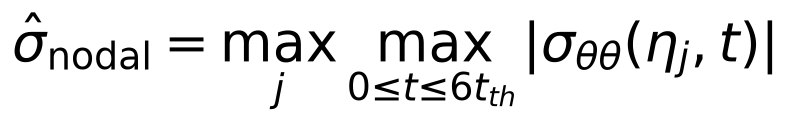 σ̂_nodal = max_j max_{0≤t≤6t_th} |σ_θθ(η_j, t)|